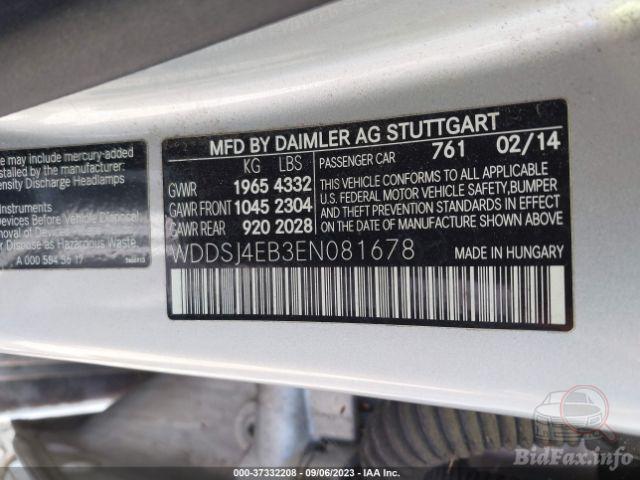 may include mercury-added
manufacturer:
ensity Discharge Headlamps
Instruments
Devices Before Vehicle Disposal
Removal of Devices
as Hazardous Waste
A 000 584 36 17
MFD BY DAIMLER AG STUTTGART
KG LBS
PASSENGER CAR 761 02/14
GVWR 1965 4332
GAWR FRONT 1045 2304
GAWR REAR 920 2028
THIS VEHICLE CONFORMS TO ALL APPLICABLE
U.S. FEDERAL MOTOR VEHICLE SAFETY,BUMPER
AND THEFT PREVENTION STANDARDS IN
EFFECT ON THE DATE OF MANUFACTURE
SHOWN ABOVE.
WDDSJ4EB3EN081678
MADE IN HUNGARY
BidFax.info
000-37332208 - 09/06/2023 - IAA Inc.